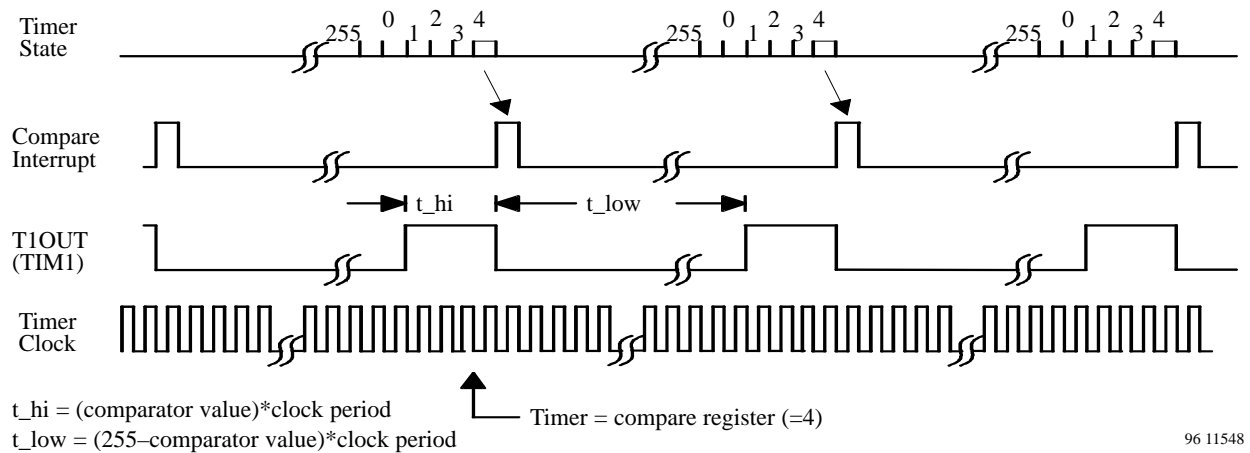 Timer
State
255 0 1 2 3 4 255 0 1 2 3 4 255 0 1 2 3 4
Compare
Interrupt
t_hi t_low
T1OUT
(TIM1)
Timer
Clock
t_hi = (comparator value)*clock period
Timer = compare register (=4)
t_low = (255–comparator value)*clock period
96 11548